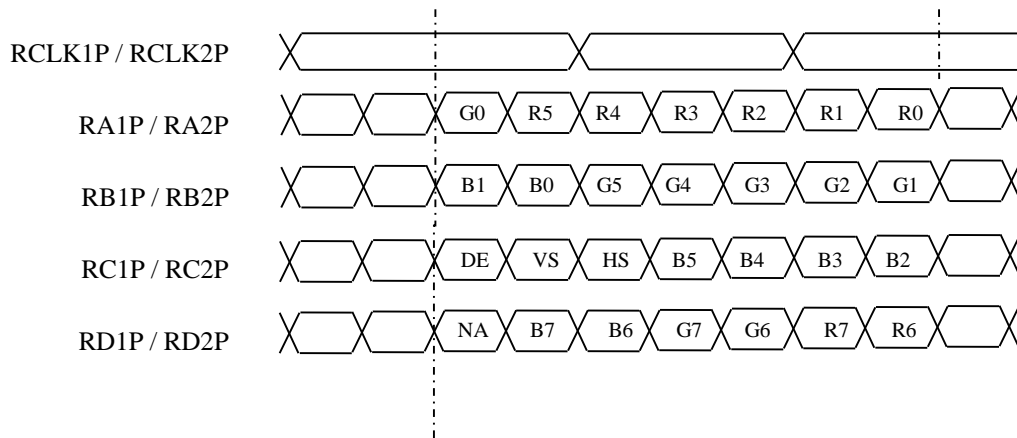 RCLK1P / RCLK2P
RA1P / RA2P G0 R5 R4 R3 R2 R1 R0
RB1P / RB2P B1 B0 G5 G4 G3 G2 G1
RC1P / RC2P DE VS HS B5 B4 B3 B2
RD1P / RD2P NA B7 B6 G7 G6 R7 R6